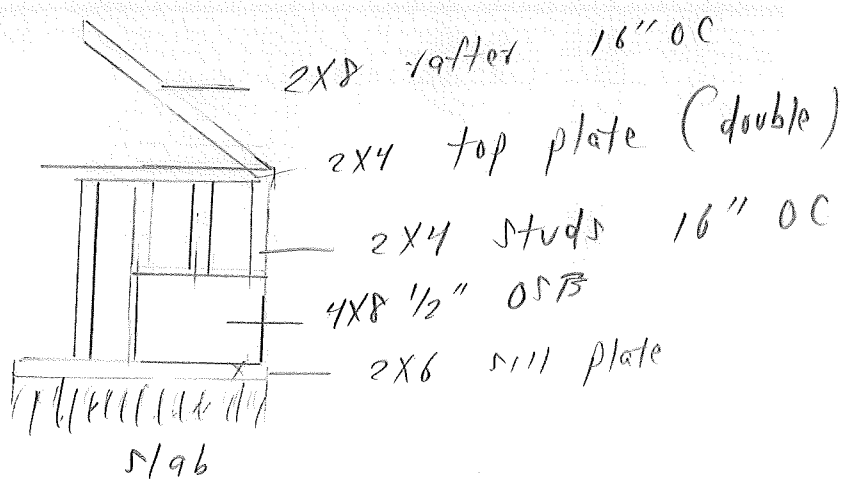 2X8 rafter 16" OC
2X4 top plate (double)
2X4 studs 16" OC
4X8 1/2" OSB
2X6 sill plate
slab